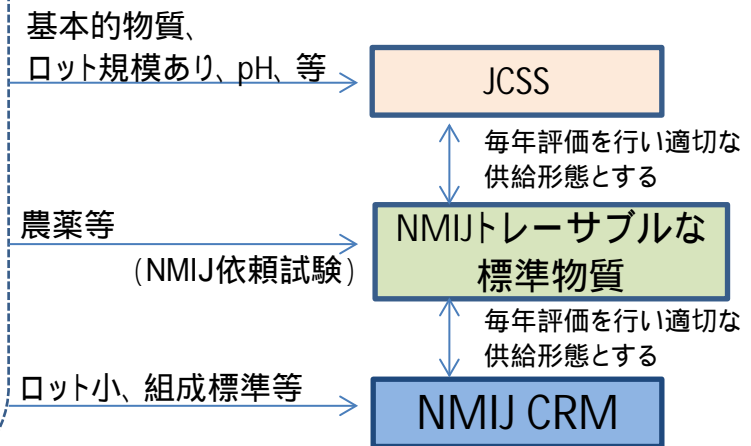 基本的物質、
ロット規模あり、pH、等
JCSS
毎年評価を行い適切な
供給形態とする
農薬等
(NMIJ依頼試験)
NMIJトレーサブルな
標準物質
毎年評価を行い適切な
供給形態とする
ロット小、組成標準等
NMIJ CRM